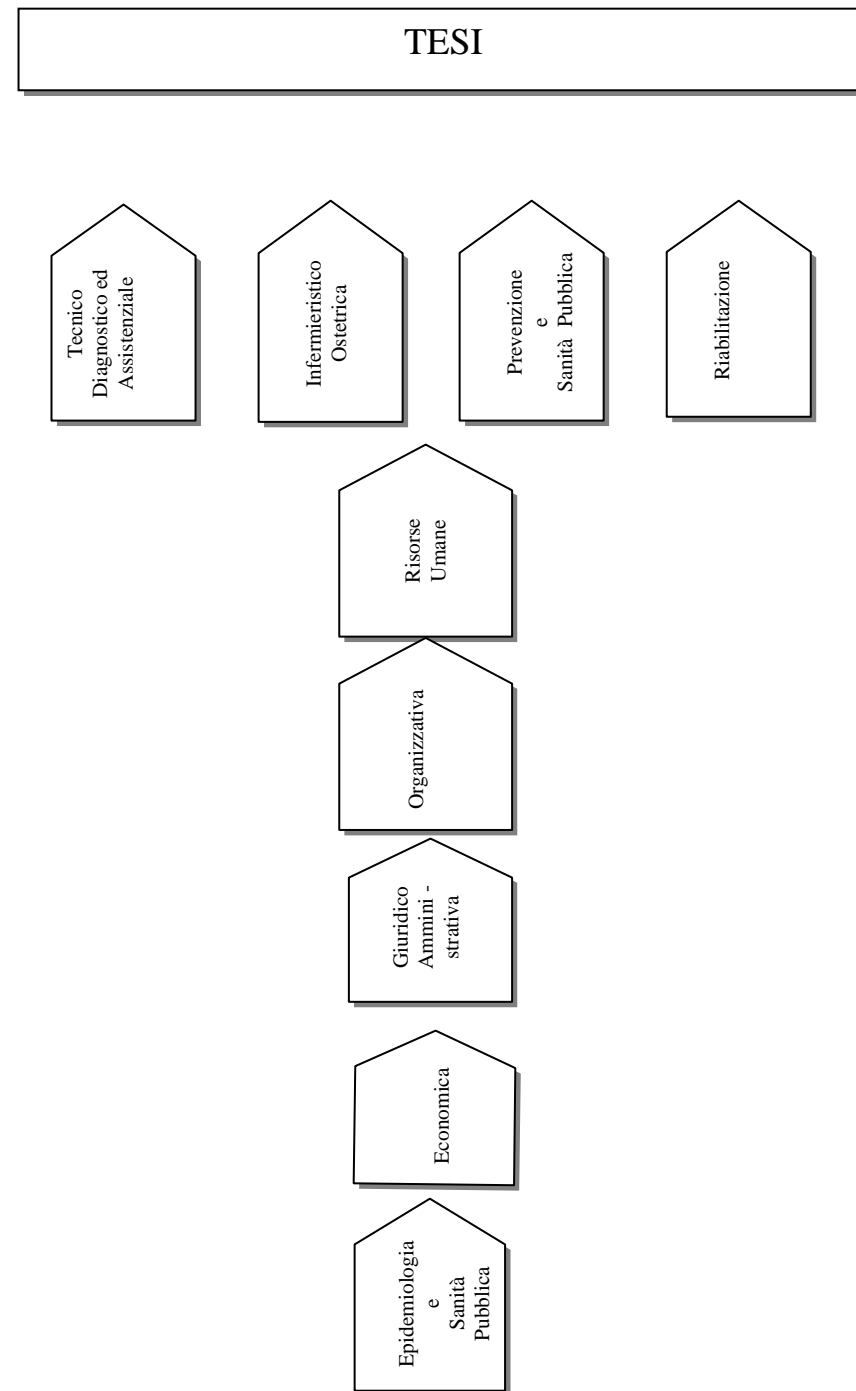 TESI
Tecnico
Diagnostico ed
Assistenziale
Infermieristico
Ostetrica
Prevenzione
e
Sanità Pubblica
Riabilitazione
Risorse
Umane
Organizzativa
Giuridico
Ammini -
strativa
Economica
Epidemiologia
e
Sanità
Pubblica